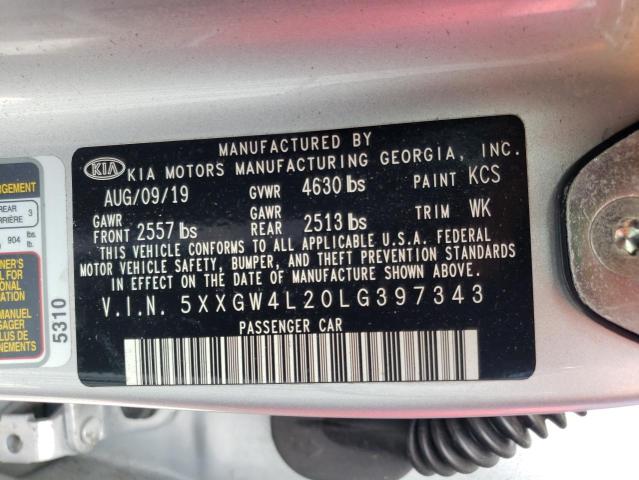 MANUFACTURED BY
KIA KIA MOTORS MANUFACTURING GEORGIA, INC.
AUG/09/19 GVWR 4630 lbs PAINT KCS
GAWR FRONT 2557 lbs GAWR REAR 2513 lbs TRIM WK
THIS VEHICLE CONFORMS TO ALL APPLICABLE U.S.A. FEDERAL
MOTOR VEHICLE SAFETY, BUMPER, AND THEFT PREVENTION STANDARDS
IN EFFECT ON THE DATE OF MANUFACTURE SHOWN ABOVE.
V.I.N. 5XXGW4L20LG397343
PASSENGER CAR
5310
REAR 3
904 lbs.
lb.